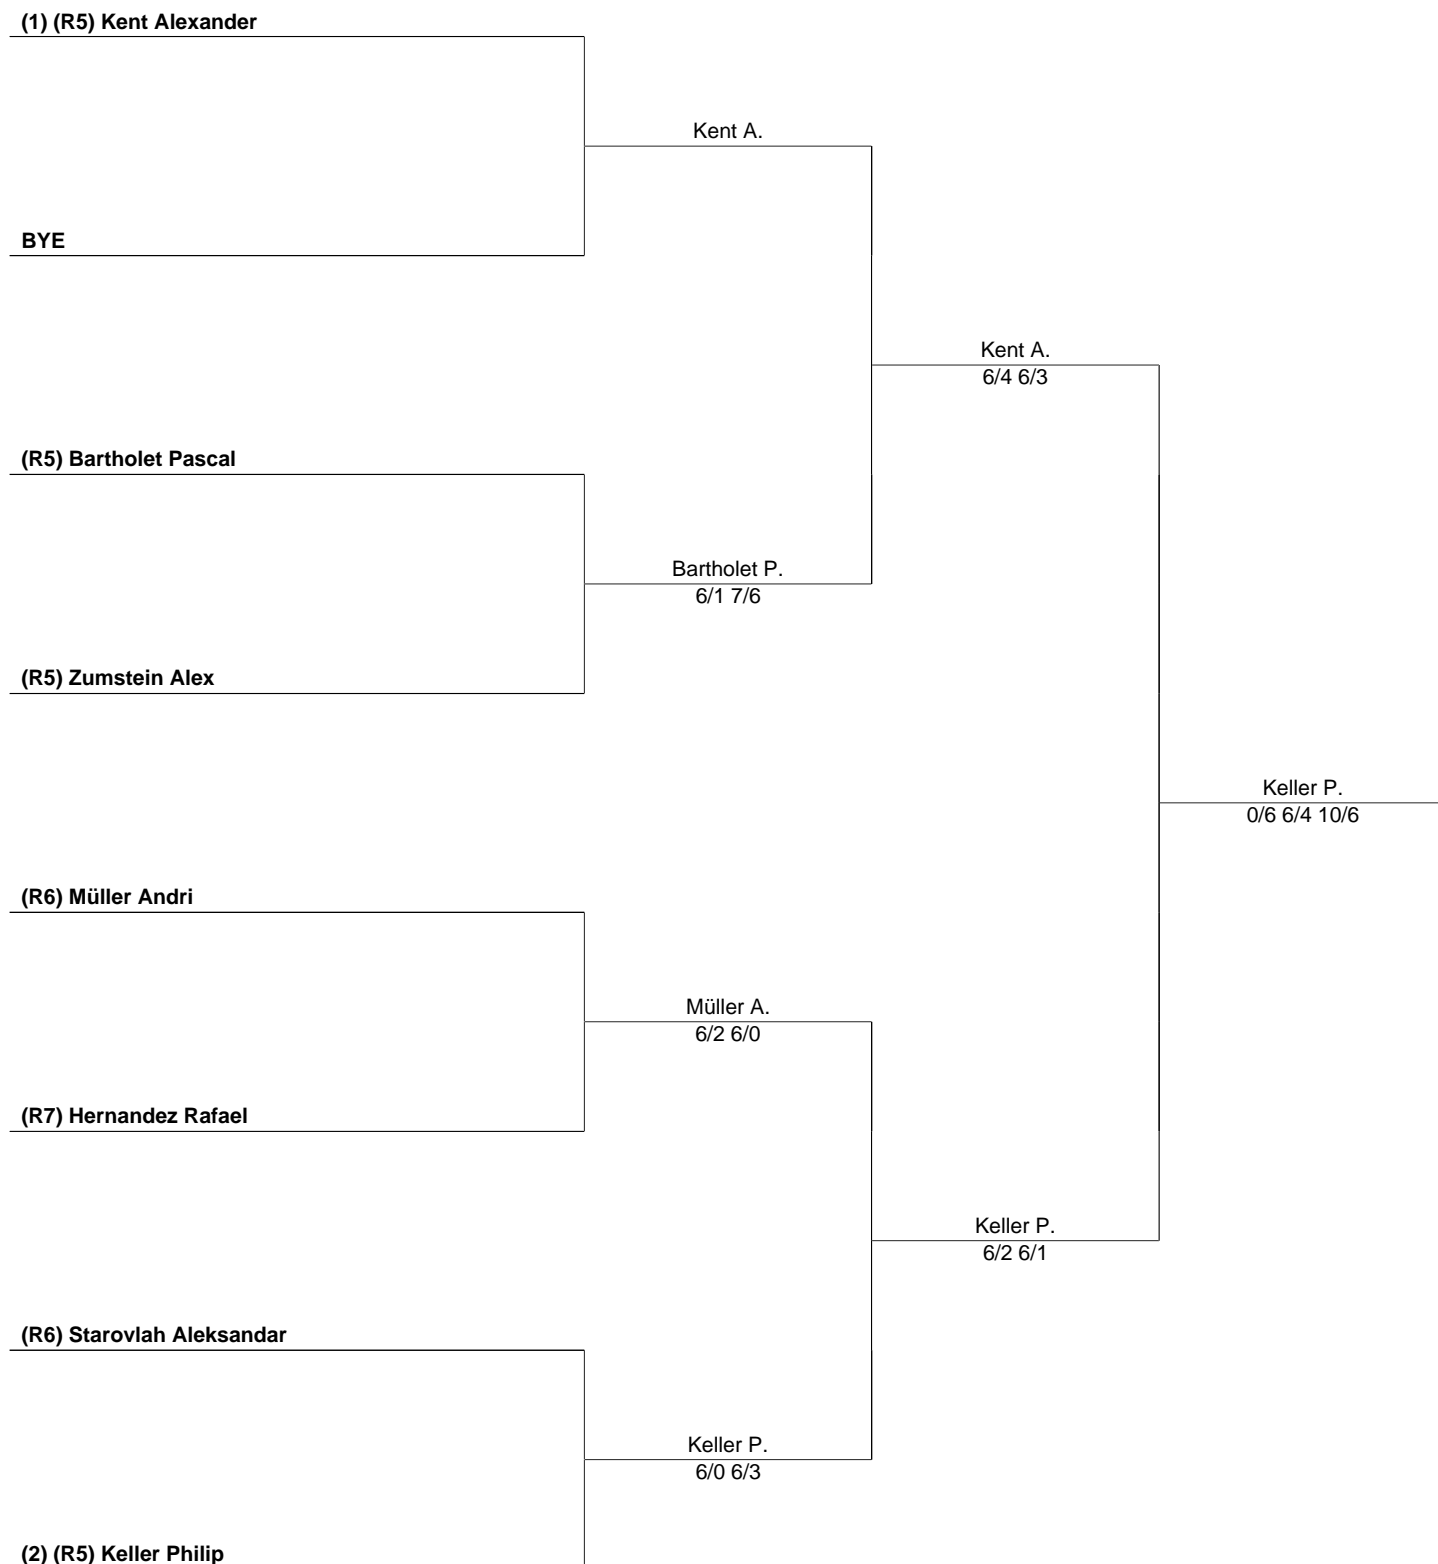 (1) (R5) Kent Alexander
Kent A.
BYE
Kent A.
6/4 6/3
(R5) Bartholet Pascal
Bartholet P.
6/1 7/6
(R5) Zumstein Alex
Keller P.
0/6 6/4 10/6
(R6) Müller Andri
Müller A.
6/2 6/0
(R7) Hernandez Rafael
Keller P.
6/2 6/1
(R6) Starovlah Aleksandar
Keller P.
6/0 6/3
(2) (R5) Keller Philip